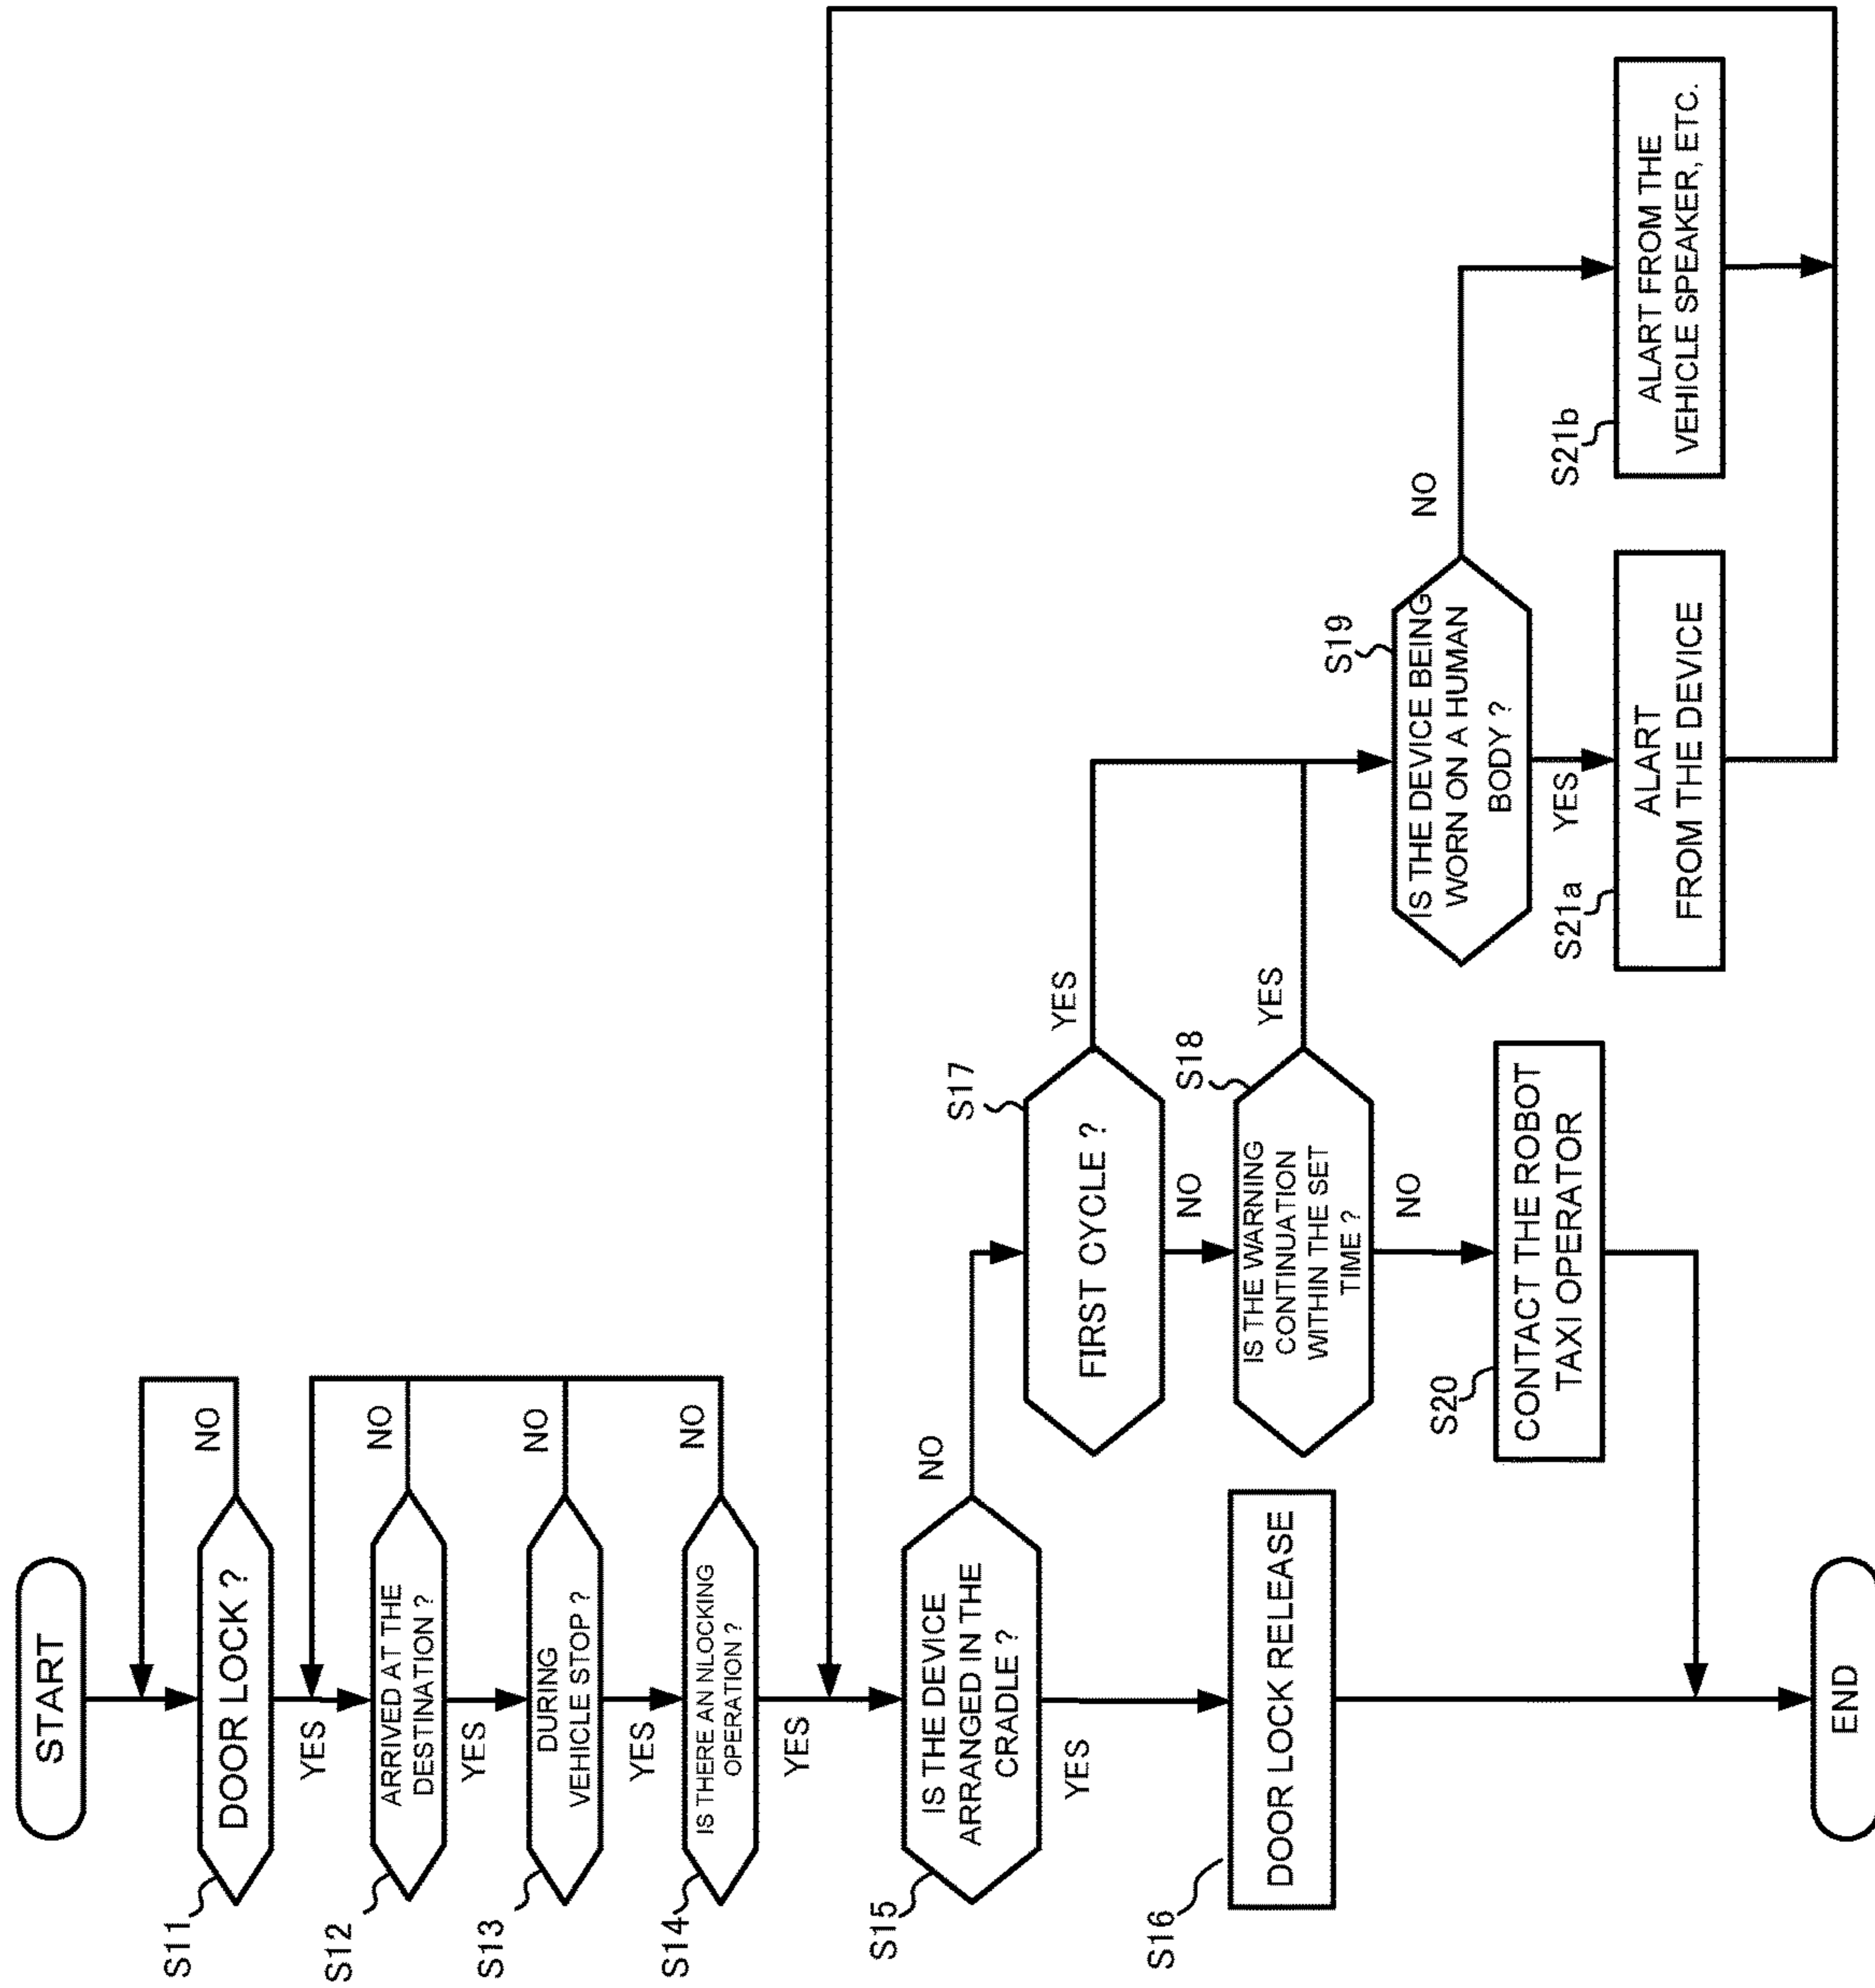 START
S11
DOOR LOCK ?
NO
YES
S12
ARRIVED AT THE
DESTINATION ?
NO
YES
S13
DURING
VEHICLE STOP ?
NO
YES
S14
IS THERE AN NLOCKING
OPERATION ?
NO
YES
S15
IS THE DEVICE
ARRANGED IN THE
CRADLE ?
NO
YES
S16
DOOR LOCK RELEASE
S17
FIRST CYCLE ?
YES
NO
S18
IS THE WARNING
CONTINUATION
WITHIN THE SET
TIME ?
YES
NO
S20
CONTACT THE ROBOT
TAXI OPERATOR
S19
IS THE DEVICE BEING
WORN ON A HUMAN
BODY ?
NO
YES
S21a
ALART
FROM THE DEVICE
S21b
ALART FROM THE
VEHICLE SPEAKER, ETC.
END